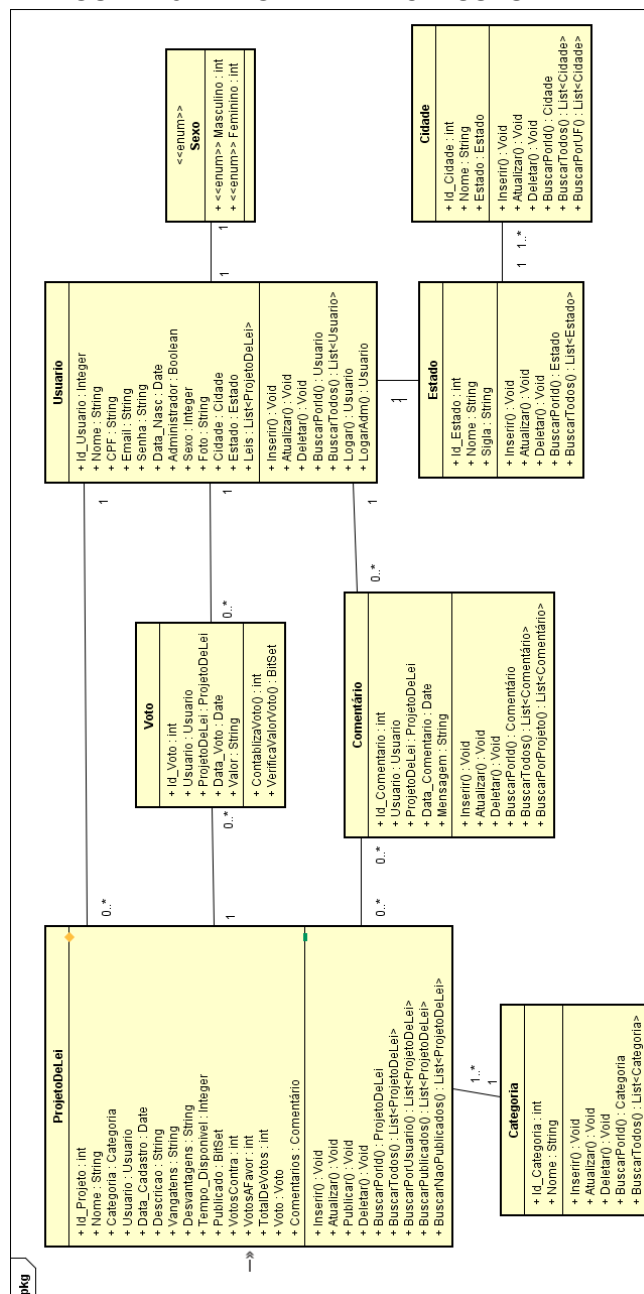 pkg
ProjetoDeLei
+ Id_Projeto : int
+ Nome : String
+ Categoria : Categoria
+ Usuario : Usuario
+ Data_Cadastro : Date
+ Descricao : String
+ Vangatens : String
+ Desvantagens : String
+ Tempo_Disponivel : Integer
+ Publicado : BitSet
+ VotosContra : int
+ VotosAFavor : int
+ TotalDeVotos : int
+ Voto : Voto
+ Comentarios : Comentário
+ Inserir() : Void
+ Atualizar() : Void
+ Publicar() : Void
+ Deletar() : Void
+ BuscarPorId() : ProjetoDeLei
+ BuscarTodos() : List<ProjetoDeLei>
+ BuscarPorUsuario() : List<ProjetoDeLei>
+ BuscarPublicados() : List<ProjetoDeLei>
+ BuscarNaoPublicados() : List<ProjetoDeLei>
Categoria
+ Id_Categoria : int
+ Nome : String
+ Inserir() : Void
+ Atualizar() : Void
+ Deletar() : Void
+ BuscarPorId() : Categoria
+ BuscarTodos() : List<Categoria>
1..*
1
0..*
1
1
0..*
0..*
0..*
Voto
+ Id_Voto : int
+ Usuario : Usuario
+ ProjetoDeLei : ProjetoDeLei
+ Data_Voto : Date
+ Valor : String
+ ContablizaVoto() : int
+ VerificaValorVoto() : BitSet
0..*
1
Comentário
+ Id_Comentario : int
+ Usuario : Usuario
+ ProjetoDeLei : ProjetoDeLei
+ Data_Comentario : Date
+ Mensagem : String
+ Inserir() : Void
+ Atualizar() : Void
+ Deletar() : Void
+ BuscarPorId() : Comentário
+ BuscarTodos() : List<Comentário>
+ BuscarPorProjeto() : List<Comentário>
0..*
1
Usuario
+ Id_Usuario : Integer
+ Nome : String
+ CPF : String
+ Email : String
+ Senha : String
+ Data_Nasc : Date
+ Administrador : Boolean
+ Sexo : Integer
+ Foto : String
+ Cidade : Cidade
+ Estado : Estado
+ Leis : List<ProjetoDeLei>
+ Inserir() : Void
+ Atualizar() : Void
+ Deletar() : Void
+ BuscarPorId() : Usuario
+ BuscarTodos() : List<Usuario>
+ Logar() : Usuario
+ LogarAdm() : Usuario
1
1
1
1
Estado
+ Id_Estado : int
+ Nome : String
+ Sigla : String
+ Inserir() : Void
+ Atualizar() : Void
+ Deletar() : Void
+ BuscarPorId() : Estado
+ BuscarTodos() : List<Estado>
1
1..*
<<enum>>
Sexo
+ <<enum>> Masculino : int
+ <<enum>> Feminino : int
Cidade
+ Id_Cidade : int
+ Nome : String
+ Estado : Estado
+ Inserir() : Void
+ Atualizar() : Void
+ Deletar() : Void
+ BuscarPorId() : Cidade
+ BuscarTodos() : List<Cidade>
+ BuscarPorUF() : List<Cidade>